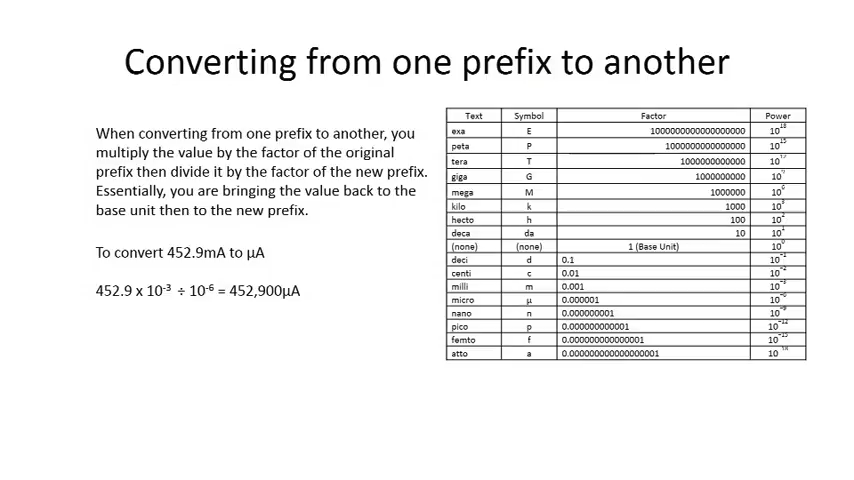 Converting from one prefix to another
When converting from one prefix to another, you
multiply the value by the factor of the original
prefix then divide it by the factor of the new prefix.
Essentially, you are bringing the value back to the
base unit then to the new prefix.
To convert 452.9mA to µA
452.9 x 10⁻³ ÷ 10⁻⁶ = 452,900µA
Text Symbol Factor Power
exa E 1000000000000000000 10¹⁸
peta P 1000000000000000 10¹⁵
tera T 1000000000000 10¹²
giga G 1000000000 10⁹
mega M 1000000 10⁶
kilo k 1000 10³
hecto h 100 10²
deca da 10 10¹
(none) (none) 1 (Base Unit) 10⁰
deci d 0.1 10⁻¹
centi c 0.01 10⁻²
milli m 0.001 10⁻³
micro µ 0.000001 10⁻⁶
nano n 0.000000001 10⁻⁹
pico p 0.000000000001 10⁻¹²
femto f 0.000000000000001 10⁻¹⁵
atto a 0.000000000000000001 10⁻¹⁸